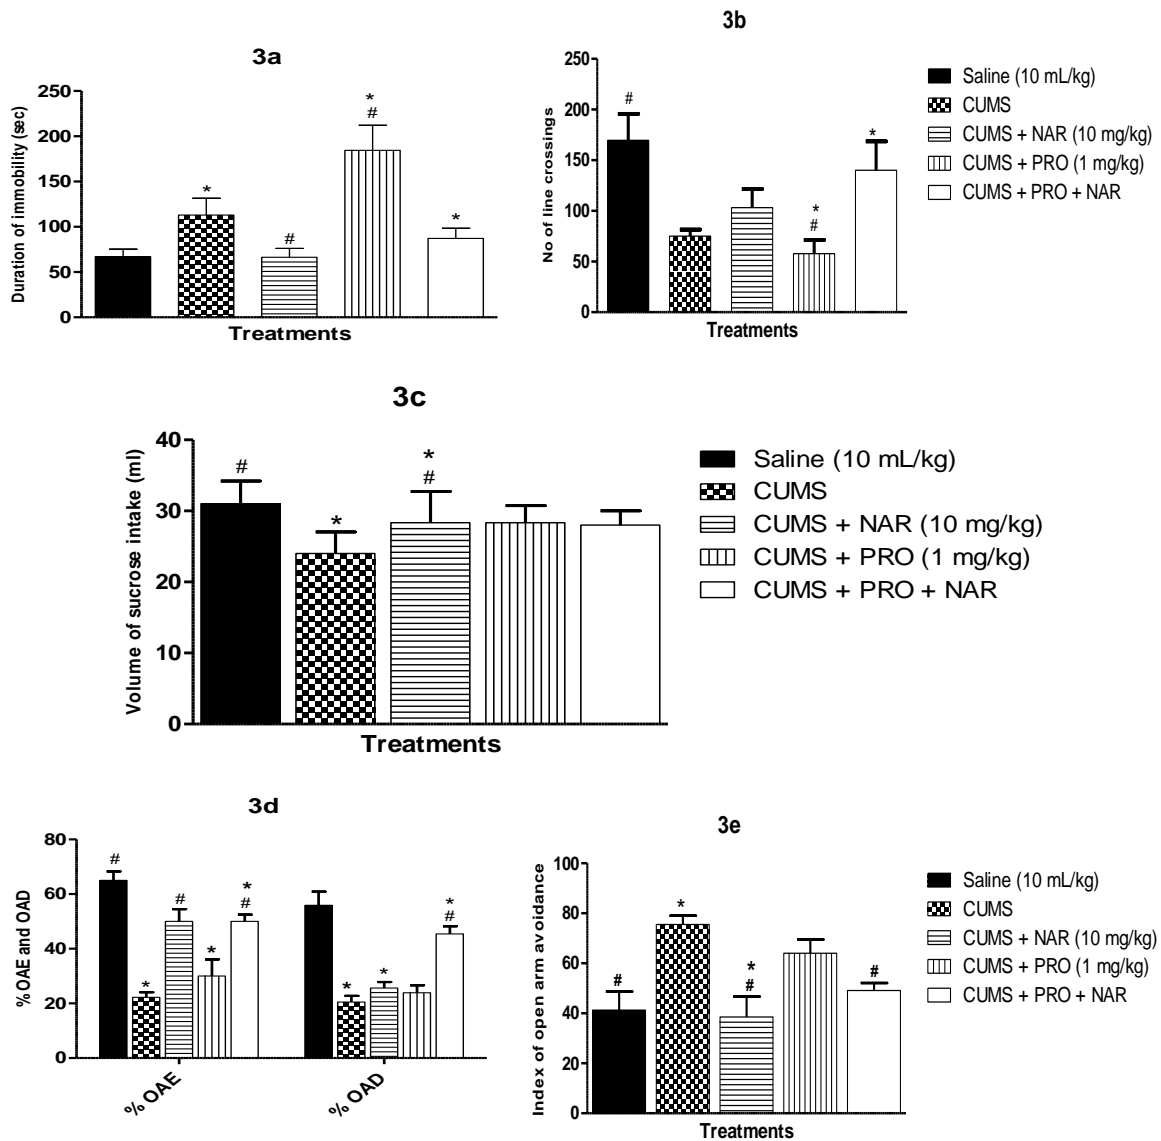 3a
Duration of immobility (sec)
250
200
150
100
50
0
*
#
*
#
*
Treatments
3b
No of line crossings
250
200
150
100
50
0
#
*
#
*
Treatments
Saline (10 mL/kg)
CUMS
CUMS + NAR (10 mg/kg)
CUMS + PRO (1 mg/kg)
CUMS + PRO + NAR
3c
Volume of sucrose intake (ml)
40
30
20
10
0
#
*
*
#
Treatments
Saline (10 mL/kg)
CUMS
CUMS + NAR (10 mg/kg)
CUMS + PRO (1 mg/kg)
CUMS + PRO + NAR
3d
% OAE and OAD
80
60
40
20
0
#
*
#
*
*
#
*
*
*
#
% OAE
% OAD
3e
Index of open arm avoidance
100
80
60
40
20
0
#
*
*
#
#
Treatments
Saline (10 mL/kg)
CUMS
CUMS + NAR (10 mg/kg)
CUMS + PRO (1 mg/kg)
CUMS + PRO + NAR